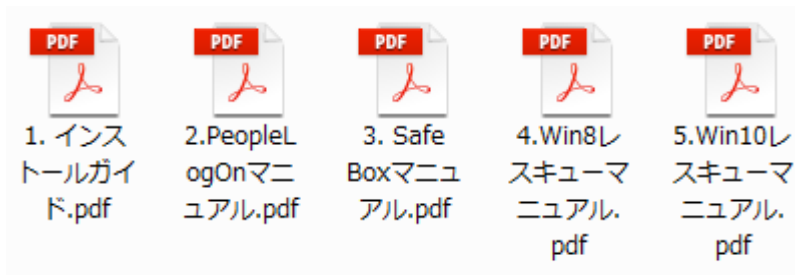 PDF PDF PDF PDF PDF
1. インス
トールガイ
ド.pdf
2.PeopleL
ogOnマニ
ュアル.pdf
3. Safe
Boxマニュ
アル.pdf
4.Win8レ
スキューマ
ニュアル.
pdf
5.Win10レ
スキューマ
ニュアル.
pdf